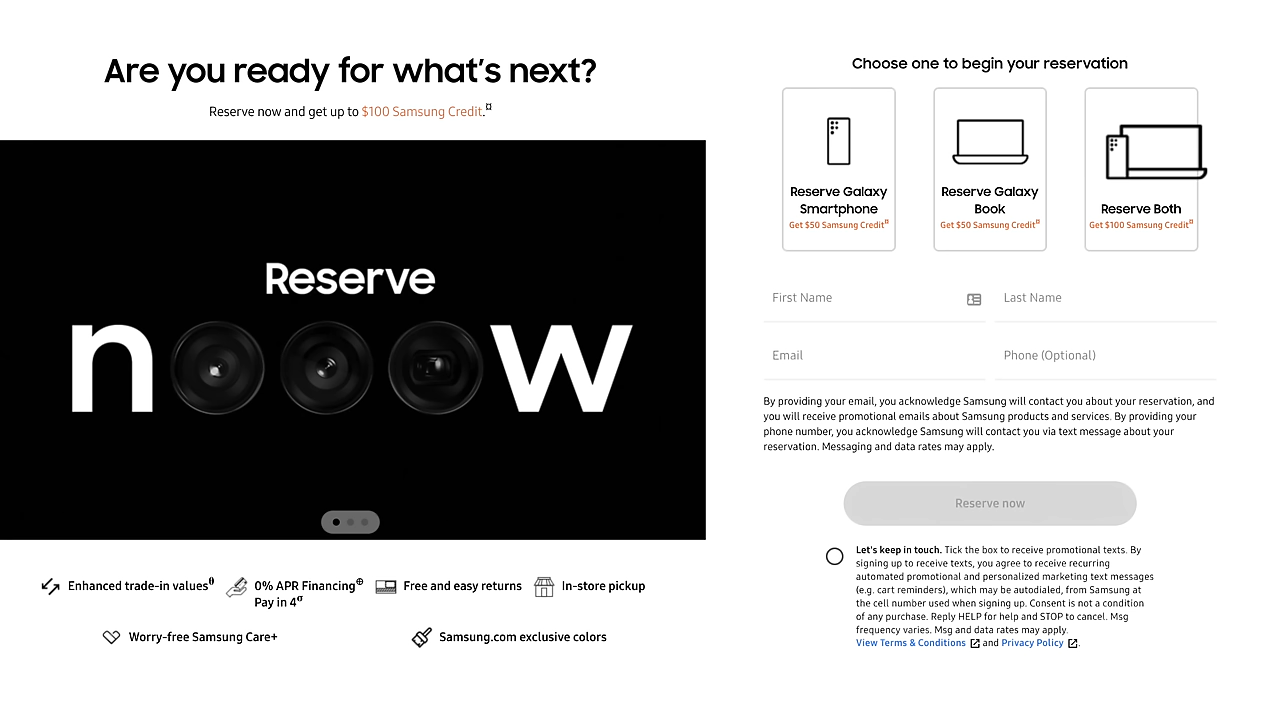 Are you ready for what's next?
Reserve now and get up to $100 Samsung Credit.¤
Reserve
nooow
Enhanced trade-in valuesθ
0% APR Financing⊕
Pay in 4σ
Free and easy returns
In-store pickup
Worry-free Samsung Care+
Samsung.com exclusive colors
Choose one to begin your reservation
Reserve Galaxy
Smartphone
Get $50 Samsung Credit¤
Reserve Galaxy
Book
Get $50 Samsung Credit¤
Reserve Both
Get $100 Samsung Credit¤
First Name
Last Name
Email
Phone (Optional)
By providing your email, you acknowledge Samsung will contact you about your reservation, and
you will receive promotional emails about Samsung products and services. By providing your
phone number, you acknowledge Samsung will contact you via text message about your
reservation. Messaging and data rates may apply.
Reserve now
Let's keep in touch. Tick the box to receive promotional texts. By
signing up to receive texts, you agree to receive recurring
automated promotional and personalized marketing text messages
(e.g. cart reminders), which may be autodialed, from Samsung at
the cell number used when signing up. Consent is not a condition
of any purchase. Reply HELP for help and STOP to cancel. Msg
frequency varies. Msg and data rates may apply.
View Terms & Conditions and Privacy Policy .